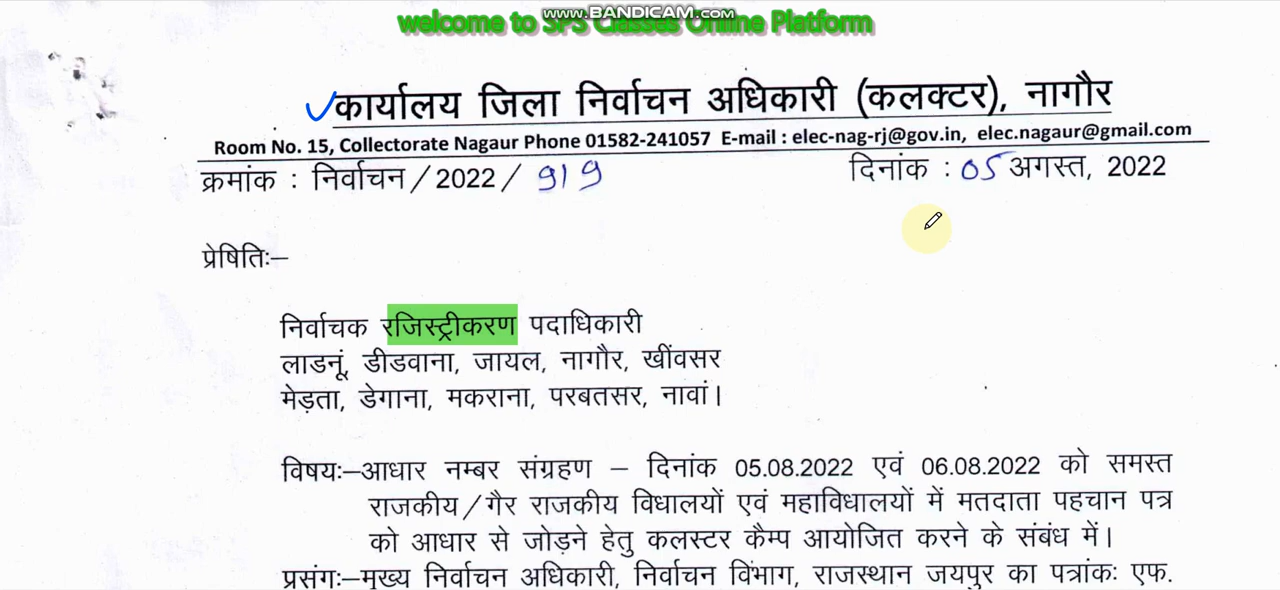 www.BANDICAM.com
welcome to SPS Classes Online Platform
कार्यालय जिला निर्वाचन अधिकारी (कलक्टर), नागौर
Room No. 15, Collectorate Nagaur Phone 01582-241057 E-mail : elec-nag-rj@gov.in, elec.nagaur@gmail.com
क्रमांक : निर्वाचन / 2022 / 919 दिनांक : 05 अगस्त, 2022
प्रेषितिः–
निर्वाचक रजिस्ट्रीकरण पदाधिकारी
लाडनूं, डीडवाना, जायल, नागौर, खींवसर
मेड़ता, डेगाना, मकराना, परबतसर, नावां।
विषयः–आधार नम्बर संग्रहण – दिनांक 05.08.2022 एवं 06.08.2022 को समस्त
राजकीय/गैर राजकीय विधालयों एवं महाविधालयों में मतदाता पहचान पत्र
को आधार से जोड़ने हेतु कलस्टर कैम्प आयोजित करने के संबंध में।
प्रसंगः–मुख्य निर्वाचन अधिकारी, निर्वाचन विभाग, राजस्थान जयपुर का पत्रांकः एफ.